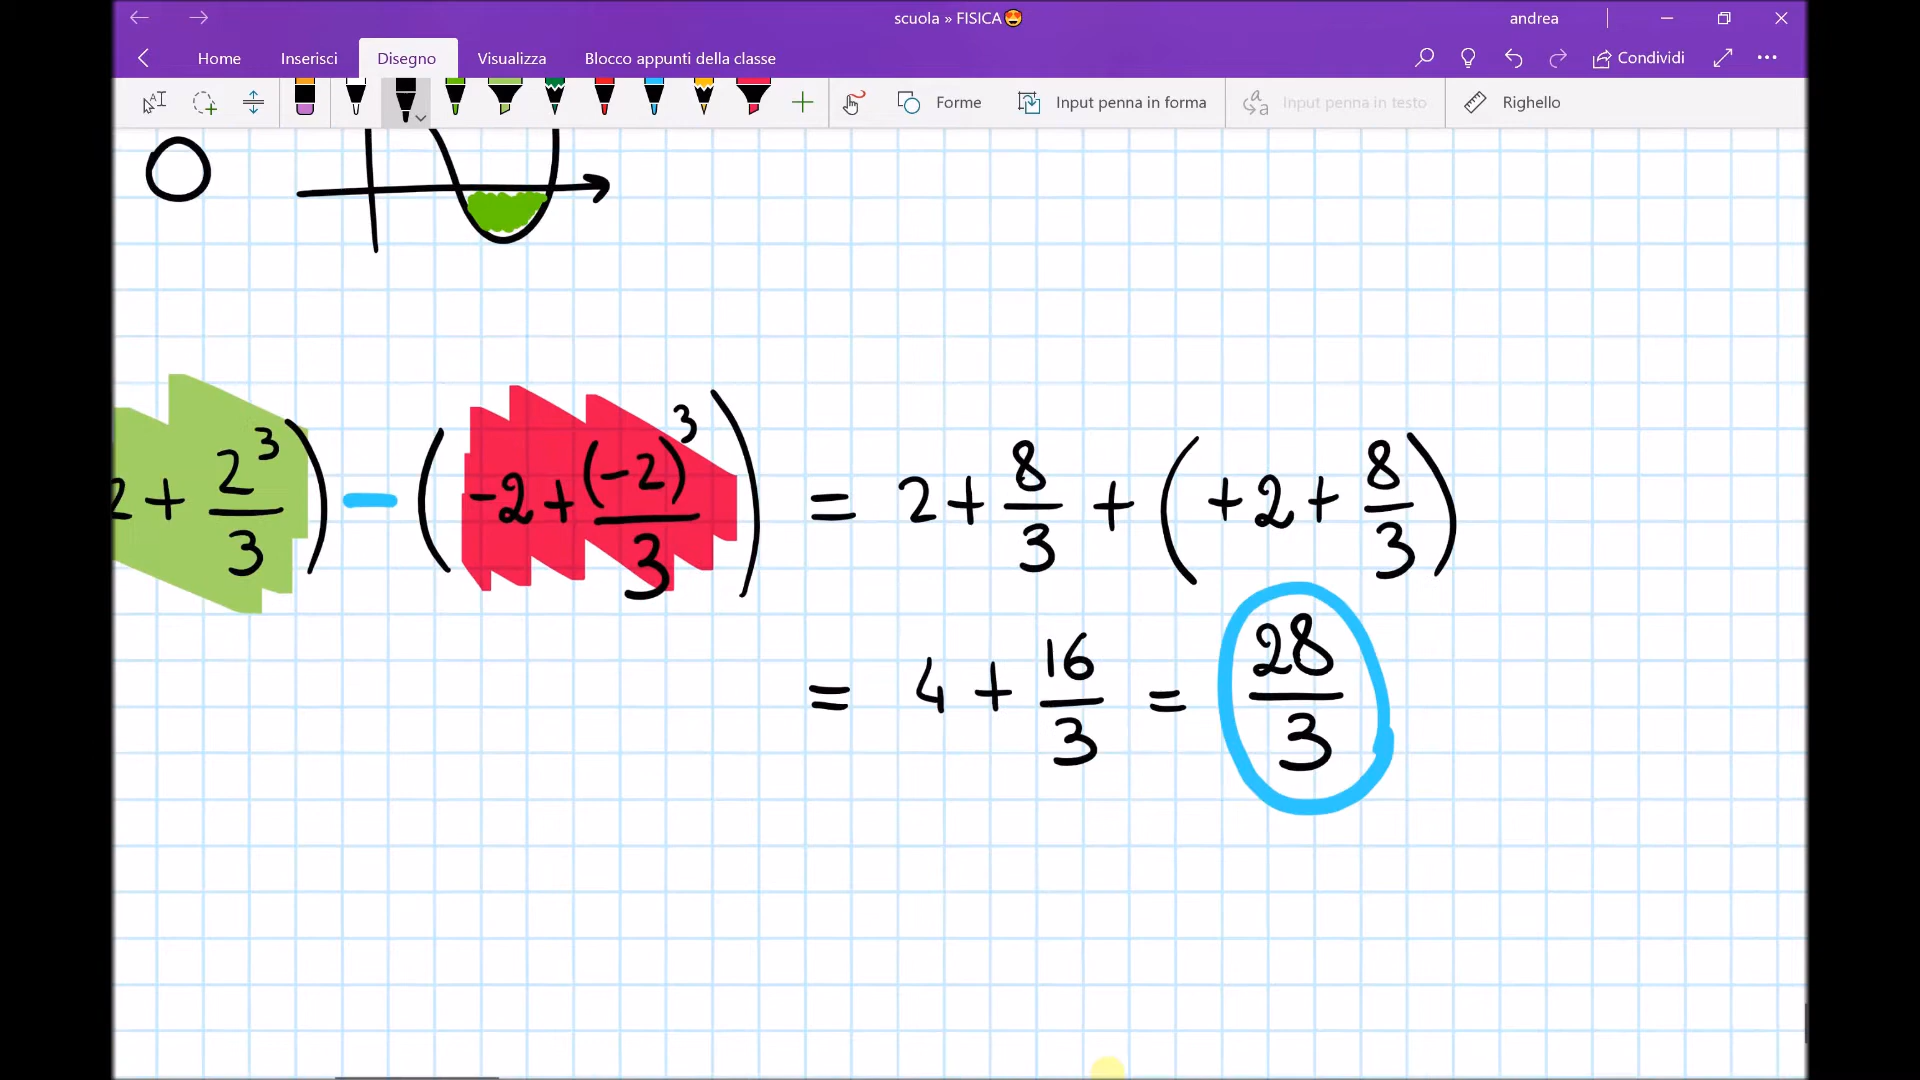 scuola » FISICA😍
andrea
Home Inserisci Disegno Visualizza Blocco appunti della classe
Condividi
Forme Input penna in forma Input penna in testo Righello
2 + 2³/3) − (−2 + (−2)³/3) = 2 + 8/3 + (+2 + 8/3)
= 4 + 16/3 = 28/3